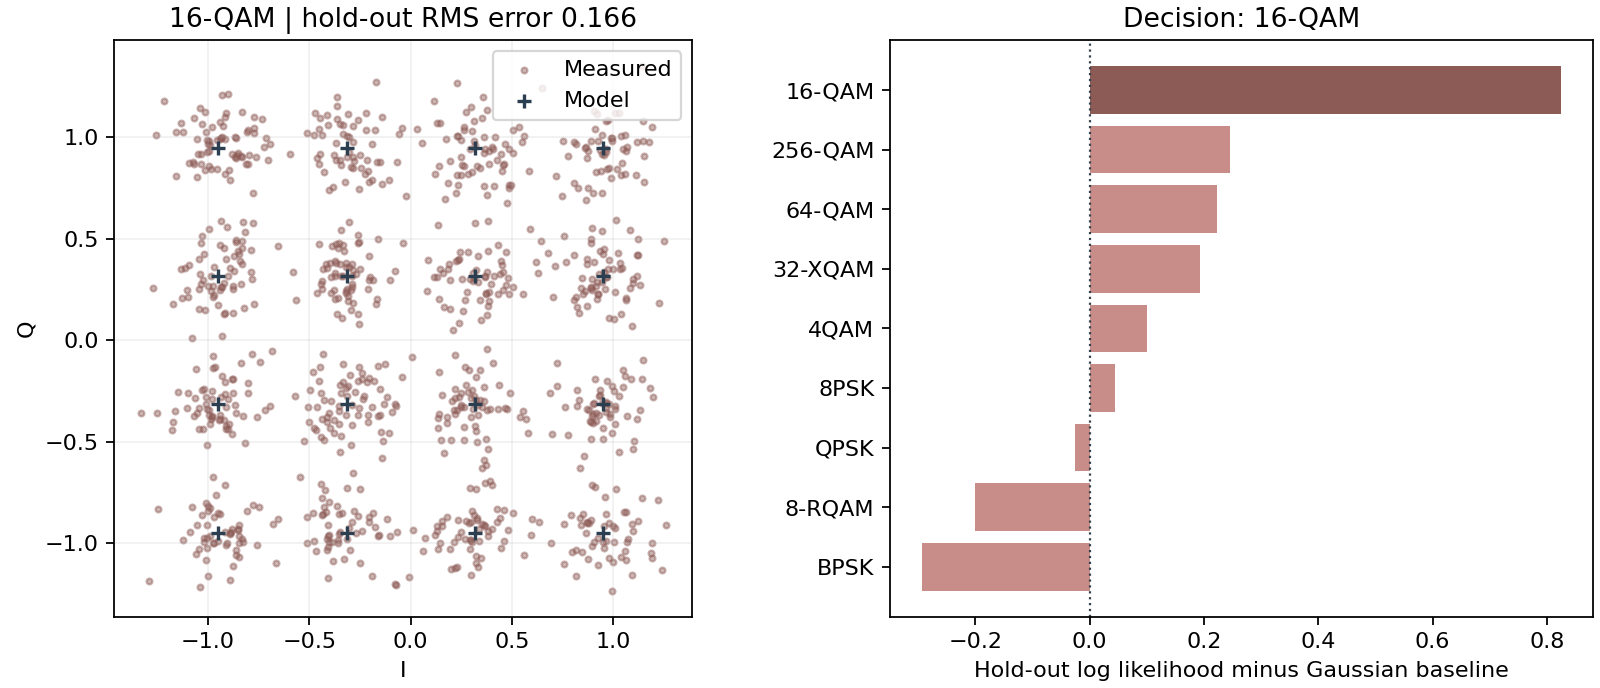 16-QAM | hold-out RMS error 0.166
Measured
Model
1.0
0.5
0.0
−0.5
−1.0
Q
−1.0
−0.5
0.0
0.5
1.0
I
Decision: 16-QAM
16-QAM
256-QAM
64-QAM
32-XQAM
4QAM
8PSK
QPSK
8-RQAM
BPSK
−0.2
0.0
0.2
0.4
0.6
0.8
Hold-out log likelihood minus Gaussian baseline